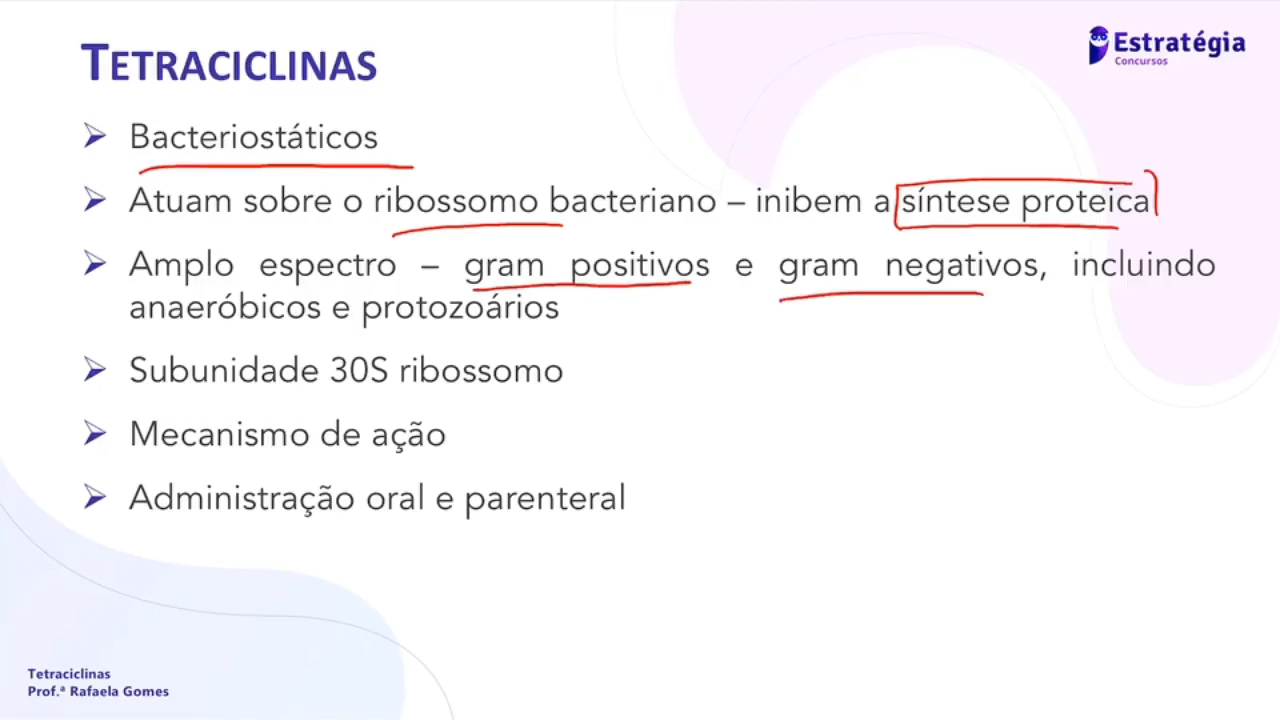 TETRACICLINAS
Estratégia
Concursos
Bacteriostáticos
Atuam sobre o ribossomo bacteriano – inibem a síntese proteica
Amplo espectro – gram positivos e gram negativos, incluindo
anaeróbicos e protozoários
Subunidade 30S ribossomo
Mecanismo de ação
Administração oral e parenteral
Tetraciclinas
Prof.ª Rafaela Gomes